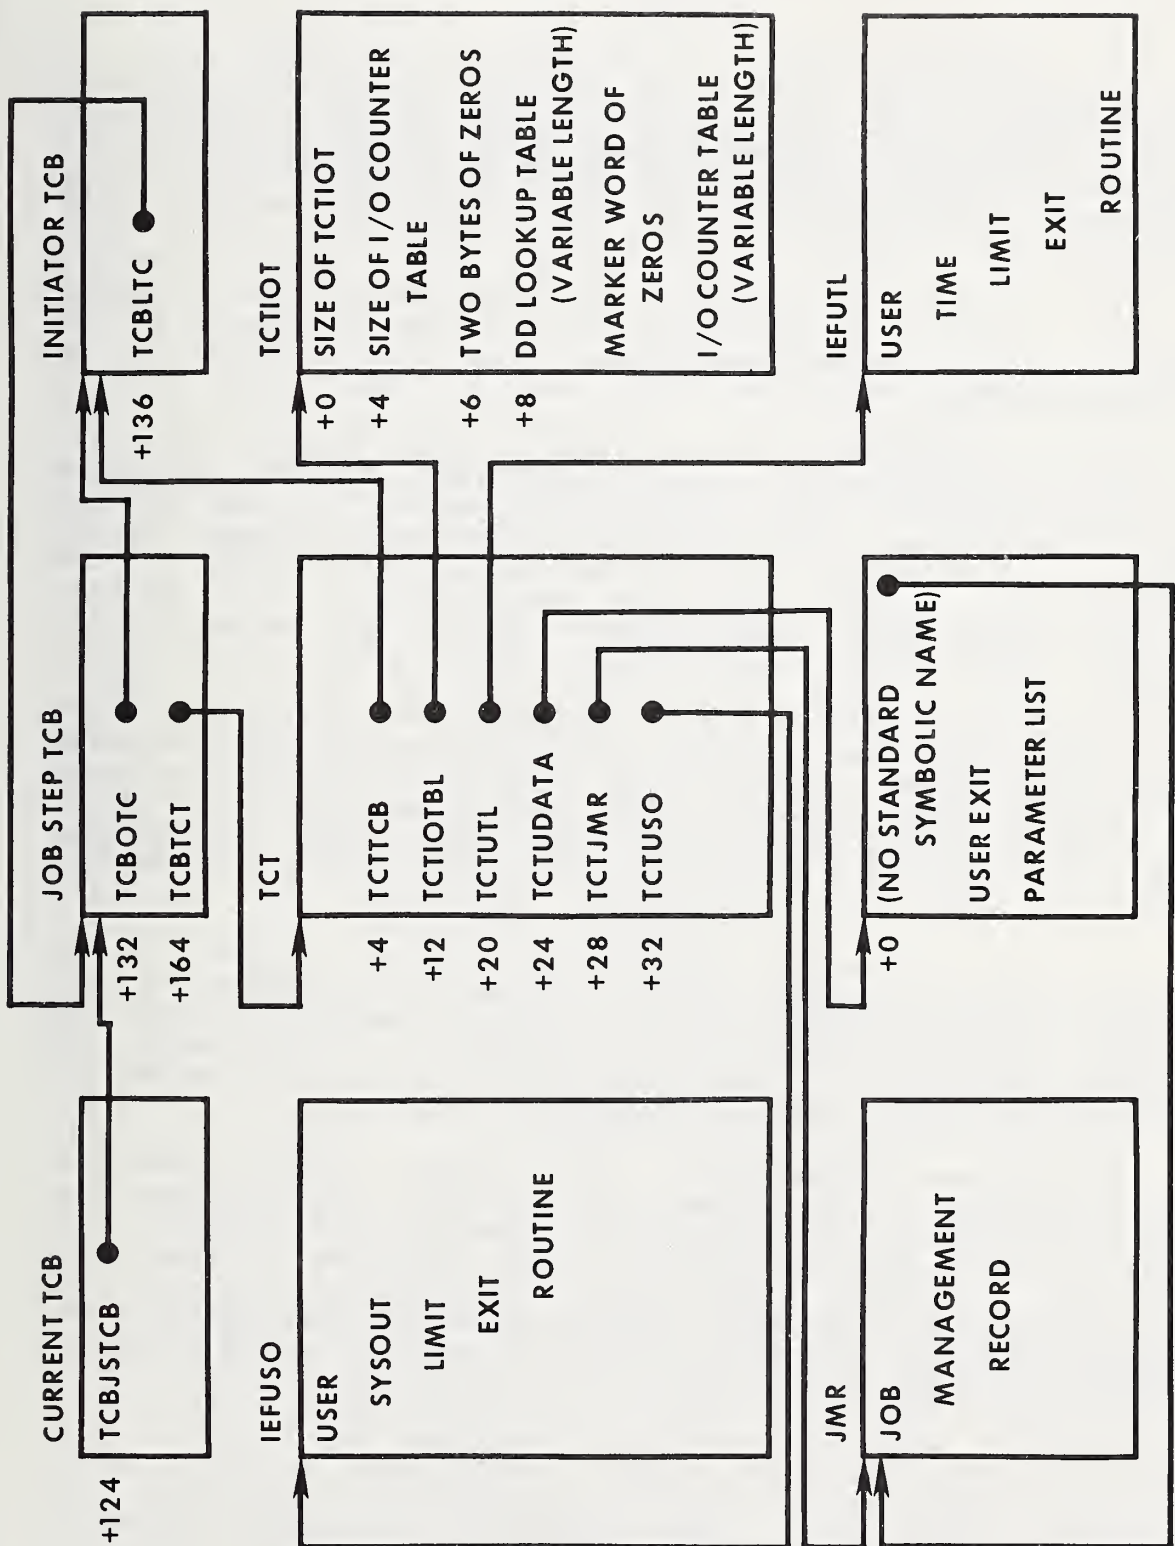 CURRENT TCB
+124
TCBJSTCB
JOB STEP TCB
+132
TCBOTC
+164
TCBTCT
INITIATOR TCB
+136
TCBLTC
IEFUSO
USER
SYSOUT
LIMIT
EXIT
ROUTINE
TCT
+4
TCTTCB
+12
TCTIOTBL
+20
TCTUTL
+24
TCTUDATA
+28
TCTJMR
+32
TCTUSO
TCTIOT
+0
SIZE OF TCTIOT
+4
SIZE OF I/O COUNTER
TABLE
+6
TWO BYTES OF ZEROS
+8
DD LOOKUP TABLE
(VARIABLE LENGTH)
MARKER WORD OF
ZEROS
I/O COUNTER TABLE
(VARIABLE LENGTH)
JMR
JOB
MANAGEMENT
RECORD
+0
(NO STANDARD
SYMBOLIC NAME)
USER EXIT
PARAMETER LIST
IEFUTL
USER
TIME
LIMIT
EXIT
ROUTINE